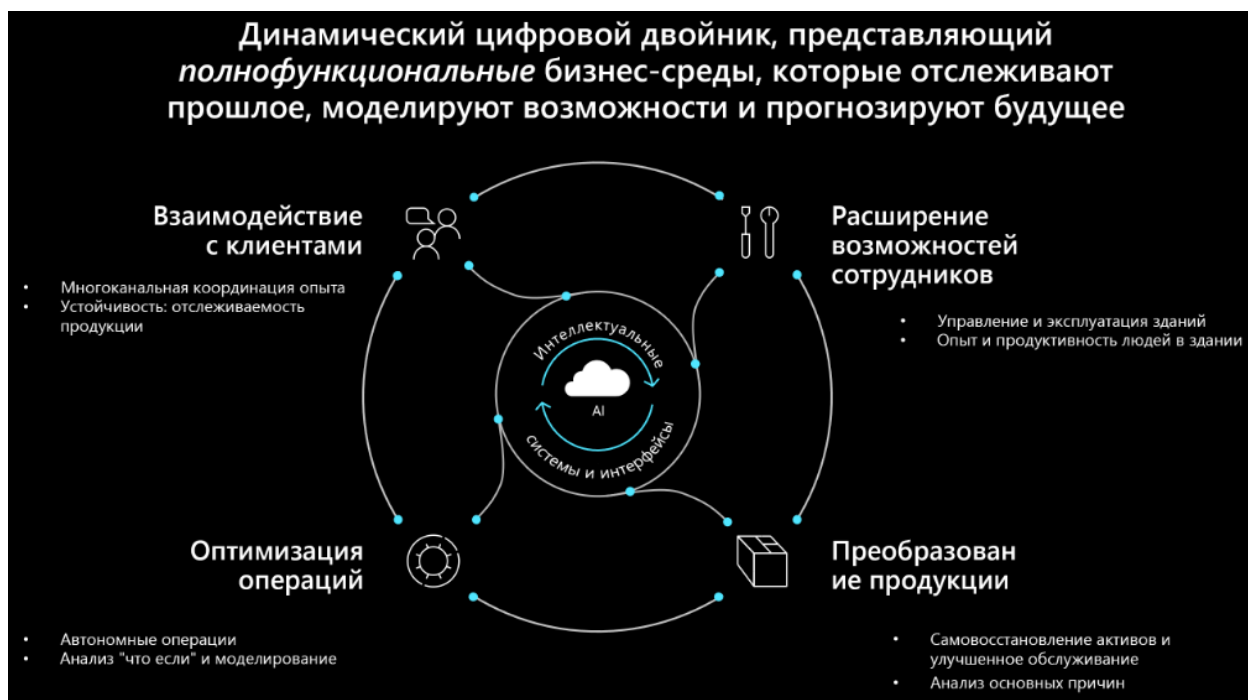 Динамический цифровой двойник, представляющий
полнофункциональные бизнес-среды, которые отслеживают
прошлое, моделируют возможности и прогнозируют будущее
Взаимодействие
с клиентами
• Многоканальная координация опыта
• Устойчивость: отслеживаемость
продукции
Расширение
возможностей
сотрудников
• Управление и эксплуатация зданий
• Опыт и продуктивность людей в здании
Интеллектуальные
AI
системы и интерфейсы
Оптимизация
операций
• Автономные операции
• Анализ "что если" и моделирование
Преобразован
ие продукции
• Самовосстановление активов и
улучшенное обслуживание
• Анализ основных причин